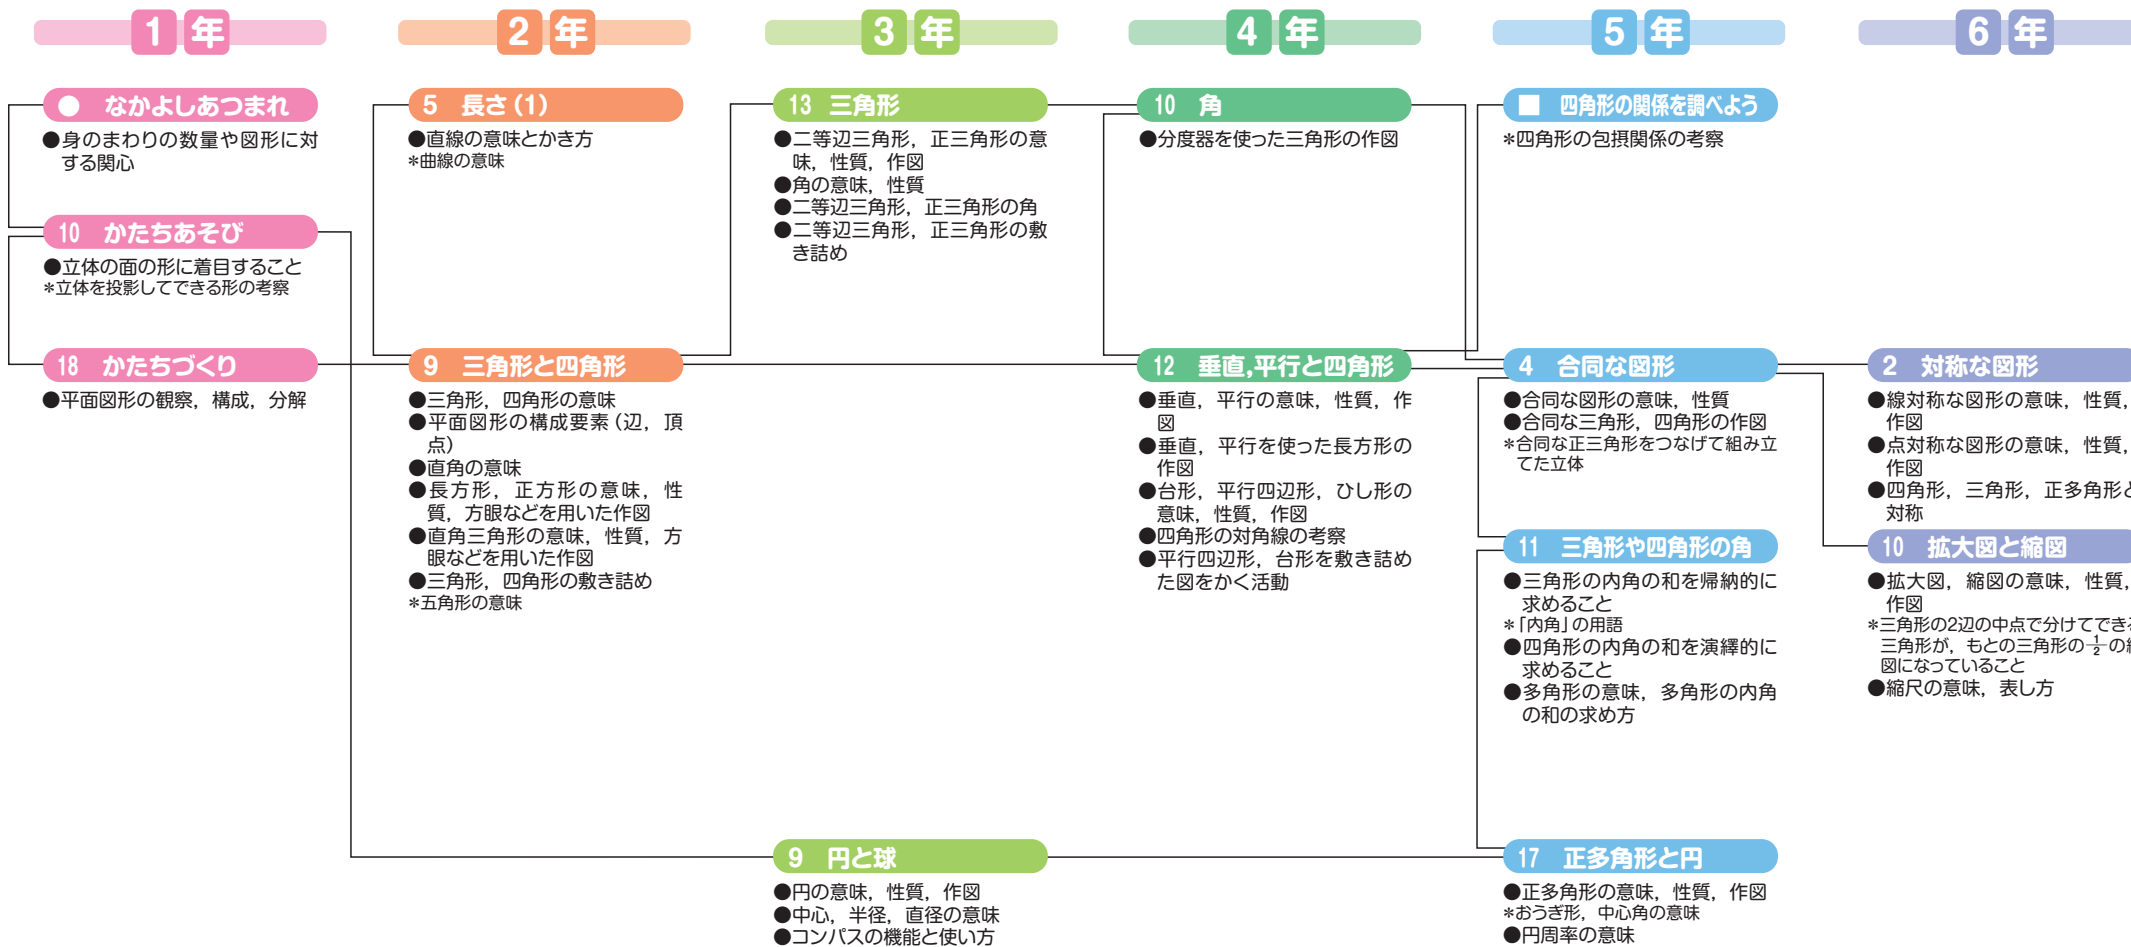 1年
2年
3年
4年
5年
6年
● なかよしあつまれ
●身のまわりの数量や図形に対
する関心
10 かたちあそび
●立体の面の形に着目すること
*立体を投影してできる形の考察
18 かたちづくり
●平面図形の観察，構成，分解
5 長さ(1)
●直線の意味とかき方
*曲線の意味
9 三角形と四角形
●三角形，四角形の意味
●平面図形の構成要素(辺，頂
点)
●直角の意味
●長方形，正方形の意味，性
質，方眼などを用いた作図
●直角三角形の意味，性質，方
眼などを用いた作図
●三角形，四角形の敷き詰め
*五角形の意味
13 三角形
●二等辺三角形，正三角形の意
味，性質，作図
●角の意味，性質
●二等辺三角形，正三角形の角
●二等辺三角形，正三角形の敷
き詰め
9 円と球
●円の意味，性質，作図
●中心，半径，直径の意味
●コンパスの機能と使い方
10 角
●分度器を使った三角形の作図
12 垂直,平行と四角形
●垂直，平行の意味，性質，作
図
●垂直，平行を使った長方形の
作図
●台形，平行四辺形，ひし形の
意味，性質，作図
●四角形の対角線の考察
●平行四辺形，台形を敷き詰め
た図をかく活動
■ 四角形の関係を調べよう
*四角形の包摂関係の考察
4 合同な図形
●合同な図形の意味，性質
●合同な三角形，四角形の作図
*合同な正三角形をつなげて組み立
てた立体
11 三角形や四角形の角
●三角形の内角の和を帰納的に
求めること
*「内角」の用語
●四角形の内角の和を演繹的に
求めること
●多角形の意味，多角形の内角
の和の求め方
17 正多角形と円
●正多角形の意味，性質，作図
*おうぎ形，中心角の意味
●円周率の意味
2 対称な図形
●線対称な図形の意味，性質，
作図
●点対称な図形の意味，性質，
作図
●四角形，三角形，正多角形と
対称
10 拡大図と縮図
●拡大図，縮図の意味，性質，
作図
*三角形の2辺の中点で分けてできる
三角形が，もとの三角形の1/2の縮
図になっていること
●縮尺の意味，表し方